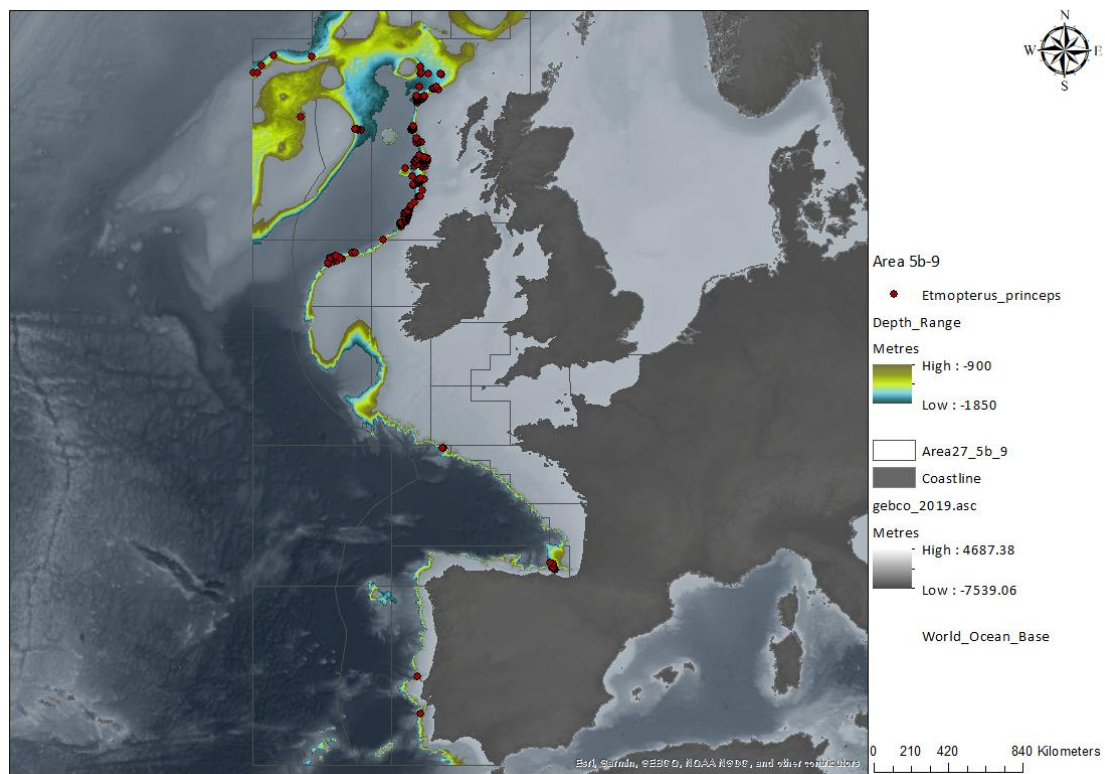 N
W E
S
Area 5b-9
Etmopterus_princeps
Depth_Range
Metres
High : -900
Low : -1850
Area27_5b_9
Coastline
gebco_2019.asc
Metres
High : 4687.38
Low : -7539.06
World_Ocean_Base
0 210 420 840 Kilometers
Esri, Garmin, GEBCO, NOAA NGDC, and other contributors